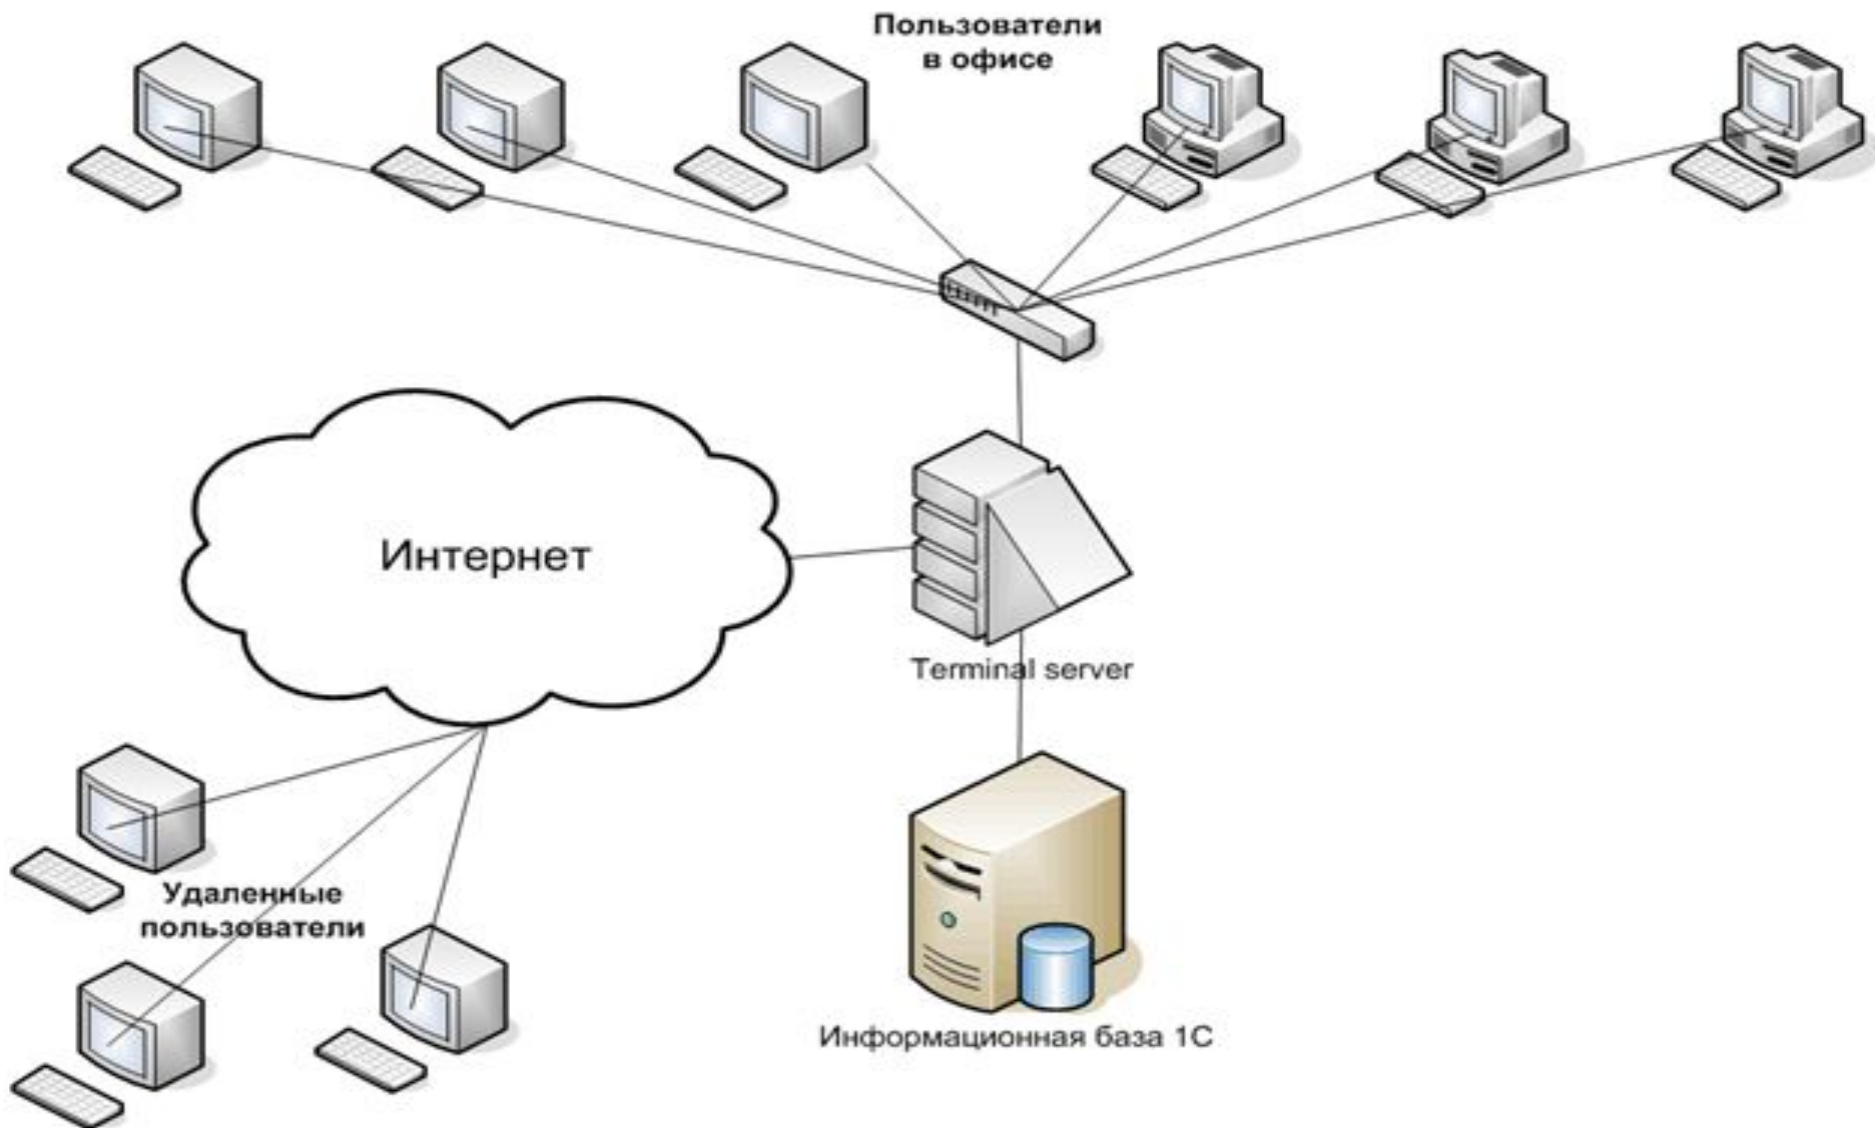 Пользователи
в офисе
Интернет
Terminal server
Удаленные
пользователи
Информационная база 1С